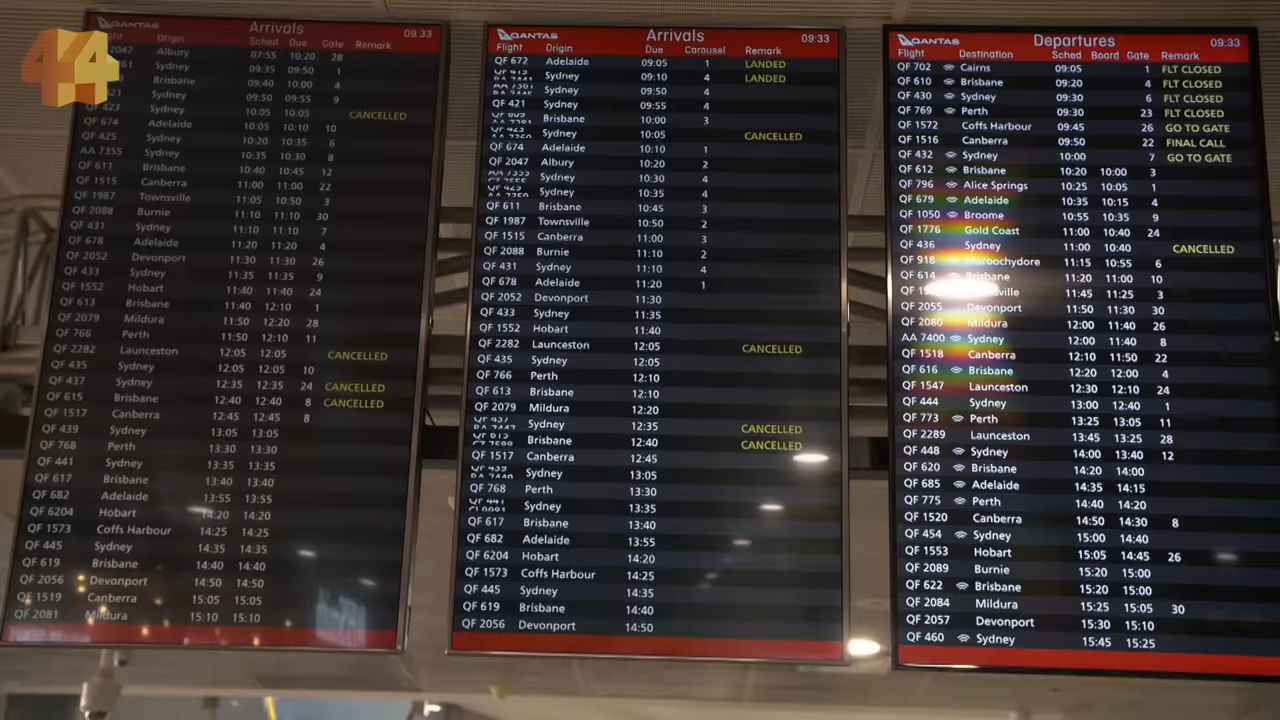 44
QANTAS Arrivals 09:33
Origin Sched Due Gate Remark
2047 Albury 07:55 10:20 28
Sydney 09:35 09:50 1
Brisbane 09:40 10:00 4
Sydney 09:50 09:55 9
423 Sydney 10:05 10:05 CANCELLED
QF 674 Adelaide 10:05 10:10 10
QF 425 Sydney 10:20 10:35 6
AA 7355 Sydney 10:35 10:30 8
QF 611 Brisbane 10:40 10:45 12
QF 1515 Canberra 11:00 11:00 22
QF 1987 Townsville 11:05 10:50 3
QF 2088 Burnie 11:10 11:10 30
QF 431 Sydney 11:10 11:10 7
QF 678 Adelaide 11:20 11:20 4
QF 2052 Devonport 11:30 11:30 26
QF 433 Sydney 11:35 11:35 9
QF 1552 Hobart 11:40 11:40 24
QF 613 Brisbane 11:40 12:10 1
QF 2079 Mildura 11:50 12:20 28
QF 766 Perth 11:50 12:10 11
QF 2282 Launceston 12:05 12:05 CANCELLED
QF 435 Sydney 12:05 12:05 10
QF 437 Sydney 12:35 12:35 24 CANCELLED
QF 615 Brisbane 12:40 12:40 8 CANCELLED
QF 1517 Canberra 12:45 12:45 8
QF 439 Sydney 13:05 13:05
QF 768 Perth 13:30 13:30
QF 441 Sydney 13:35 13:35
QF 617 Brisbane 13:40 13:40
QF 682 Adelaide 13:55 13:55
QF 6204 Hobart 14:20 14:20
QF 1573 Coffs Harbour 14:25 14:25
QF 445 Sydney 14:35 14:35
QF 619 Brisbane 14:40 14:40
QF 2056 Devonport 14:50 14:50
QF 1519 Canberra 15:05 15:05
QF 2081 Mildura 15:10 15:10
QANTAS Arrivals 09:33
Flight Origin Due Carousel Remark
QF 672 Adelaide 09:05 1 LANDED
Sydney 09:10 4 LANDED
Sydney 09:50 4
QF 421 Sydney 09:55 4
Brisbane 10:00 3
Sydney 10:05 CANCELLED
QF 674 Adelaide 10:10 1
QF 2047 Albury 10:20 2
Sydney 10:30 4
Sydney 10:35 4
QF 611 Brisbane 10:45 3
QF 1987 Townsville 10:50 2
QF 1515 Canberra 11:00 3
QF 2088 Burnie 11:10 2
QF 431 Sydney 11:10 4
QF 678 Adelaide 11:20 1
QF 2052 Devonport 11:30
QF 433 Sydney 11:35
QF 1552 Hobart 11:40
QF 2282 Launceston 12:05 CANCELLED
QF 435 Sydney 12:05
QF 766 Perth 12:10
QF 613 Brisbane 12:10
QF 2079 Mildura 12:20
Sydney 12:35 CANCELLED
Brisbane 12:40 CANCELLED
QF 1517 Canberra 12:45
Sydney 13:05
QF 768 Perth 13:30
Sydney 13:35
QF 617 Brisbane 13:40
QF 682 Adelaide 13:55
QF 6204 Hobart 14:20
QF 1573 Coffs Harbour 14:25
QF 445 Sydney 14:35
QF 619 Brisbane 14:40
QF 2056 Devonport 14:50
QANTAS Departures 09:33
Flight Destination Sched Board Gate Remark
QF 702 Cairns 09:05 1 FLT CLOSED
QF 610 Brisbane 09:20 4 FLT CLOSED
QF 430 Sydney 09:30 6 FLT CLOSED
QF 769 Perth 09:30 23 FLT CLOSED
QF 1572 Coffs Harbour 09:45 26 GO TO GATE
QF 1516 Canberra 09:50 22 FINAL CALL
QF 432 Sydney 10:00 7 GO TO GATE
QF 612 Brisbane 10:20 10:00 3
QF 796 Alice Springs 10:25 10:05 1
QF 679 Adelaide 10:35 10:15 4
QF 1050 Broome 10:55 10:35 9
QF 1776 Gold Coast 11:00 10:40 24
QF 436 Sydney 11:00 10:40 CANCELLED
QF 918 Maroochydore 11:15 10:55 6
QF 614 Brisbane 11:20 11:00 10
11:45 11:25 3
QF 2055 Devonport 11:50 11:30 30
QF 2080 Mildura 12:00 11:40 26
AA 7400 Sydney 12:00 11:40 8
QF 1518 Canberra 12:10 11:50 22
QF 616 Brisbane 12:20 12:00 4
QF 1547 Launceston 12:30 12:10 24
QF 444 Sydney 13:00 12:40 1
QF 773 Perth 13:25 13:05 11
QF 2289 Launceston 13:45 13:25 28
QF 448 Sydney 14:00 13:40 12
QF 620 Brisbane 14:20 14:00
QF 685 Adelaide 14:35 14:15
QF 775 Perth 14:40 14:20
QF 1520 Canberra 14:50 14:30 8
QF 454 Sydney 15:00 14:40
QF 1553 Hobart 15:05 14:45 26
QF 2089 Burnie 15:20 15:00
QF 622 Brisbane 15:20 15:00
QF 2084 Mildura 15:25 15:05 30
QF 2057 Devonport 15:30 15:10
QF 460 Sydney 15:45 15:25